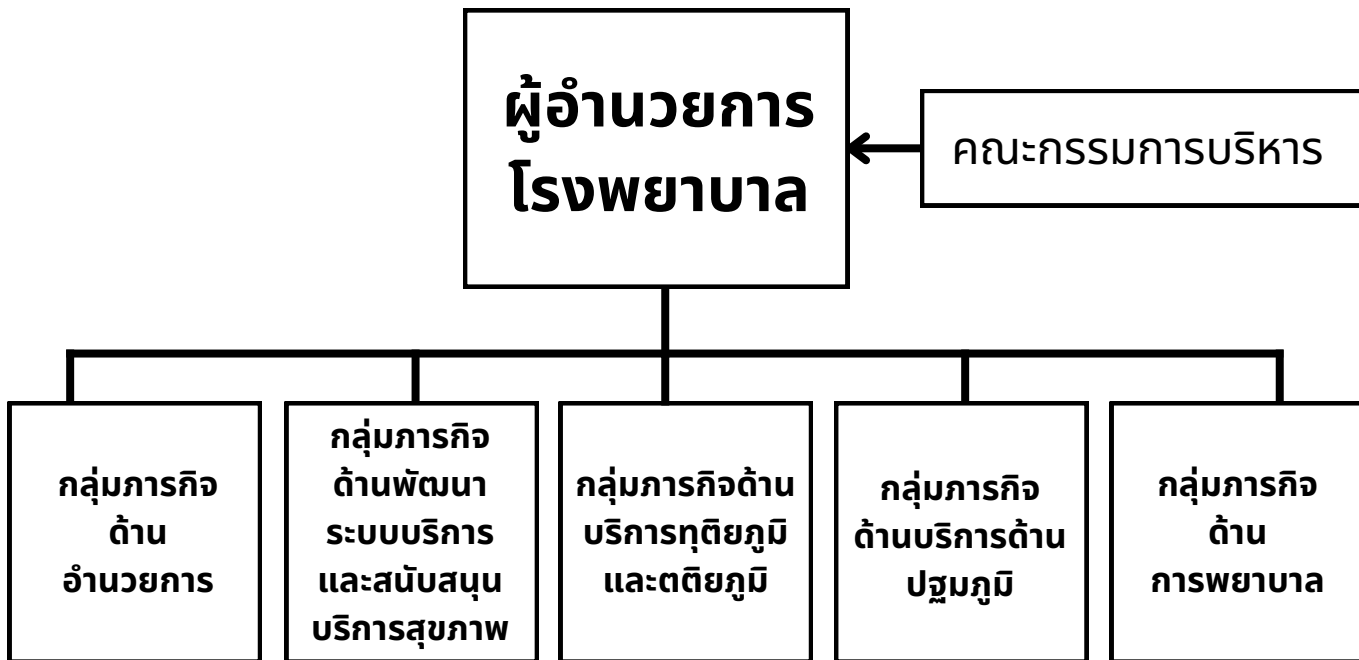 ผู้อำนวยการ
โรงพยาบาล
คณะกรรมการบริหาร
กลุ่มภารกิจ
ด้าน
อำนวยการ
กลุ่มภารกิจ
ด้านพัฒนา
ระบบบริการ
และสนับสนุน
บริการสุขภาพ
กลุ่มภารกิจด้าน
บริการทุติยภูมิ
และตติยภูมิ
กลุ่มภารกิจ
ด้านบริการด้าน
ปฐมภูมิ
กลุ่มภารกิจ
ด้าน
การพยาบาล